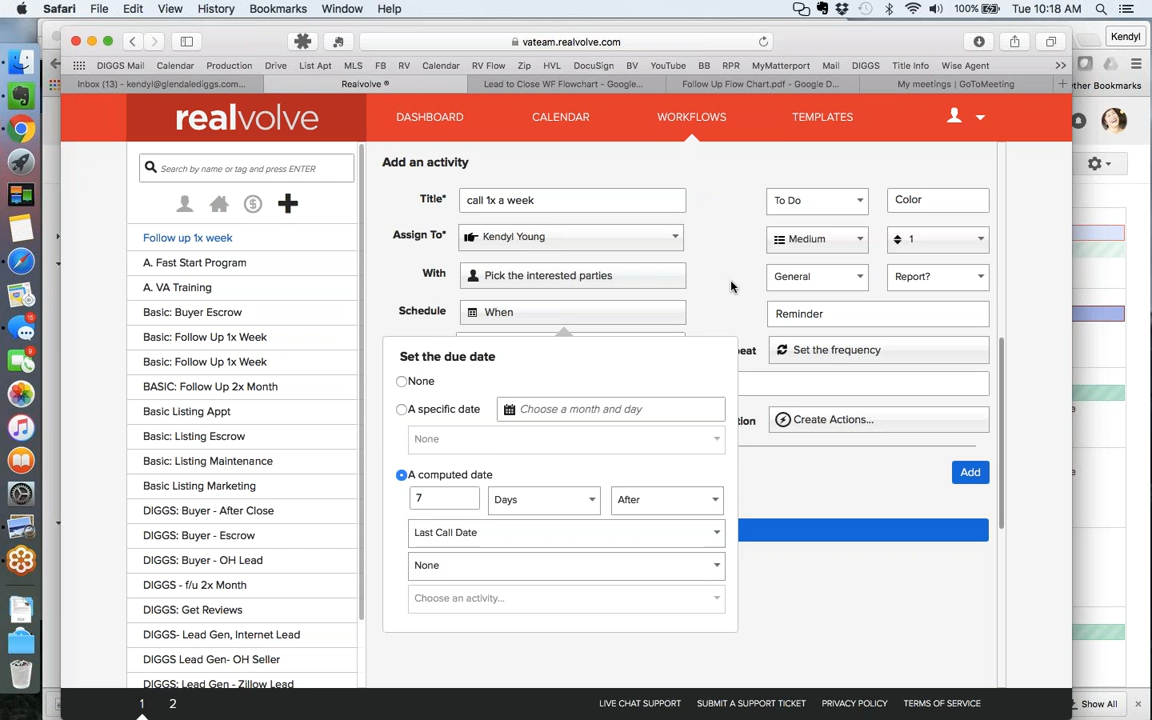 Safari File Edit View History Bookmarks Window Help 100% Tue 10:18 AM
vateam.realvolve.com
Kendyl
DIGGS Mail Calendar Production Drive List Apt MLS FB RV Calendar RV Flow Zip HVL DocuSign BV YouTube BB RPR MyMatterport Mail DIGGS Title Info Wise Agent >>
Inbox (13) - kendyl@glendalediggs.com... Realvolve ® Lead to Close WF Flowchart - Google... Follow Up Flow Chart.pdf - Google D... My meetings | GoToMeeting +
ther Bookmarks
realvolve DASHBOARD CALENDAR WORKFLOWS TEMPLATES
Search by name or tag and press ENTER
Follow up 1x week
A. Fast Start Program
A. VA Training
Basic: Buyer Escrow
Basic: Follow Up 1x Week
Basic: Follow Up 1x Week
BASIC: Follow Up 2x Month
Basic Listing Appt
Basic: Listing Escrow
Basic: Listing Maintenance
Basic Listing Marketing
DIGGS: Buyer - After Close
DIGGS: Buyer - Escrow
DIGGS: Buyer - OH Lead
DIGGS - f/u 2x Month
DIGGS: Get Reviews
DIGGS- Lead Gen, Internet Lead
DIGGS Lead Gen- OH Seller
DIGGS: Lead Gen - Zillow Lead
1 2
Add an activity
Title* call 1x a week To Do Color
Assign To* Kendyl Young Medium 1
With Pick the interested parties General Report?
Schedule When Reminder
eat Set the frequency
tion Create Actions...
Add
Set the due date
None
A specific date Choose a month and day
None
A computed date
7 Days After
Last Call Date
None
Choose an activity...
LIVE CHAT SUPPORT SUBMIT A SUPPORT TICKET PRIVACY POLICY TERMS OF SERVICE
Show All